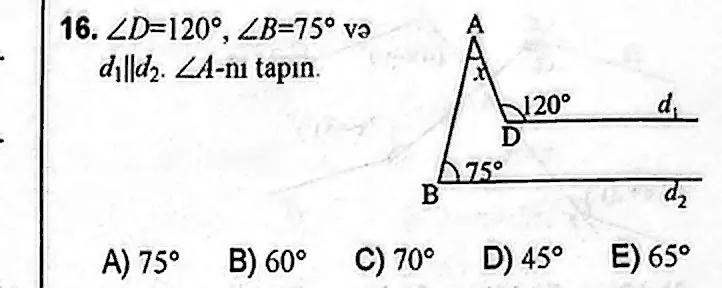 16. ∠D=120°, ∠B=75° və
d₁||d₂. ∠A-nı tapın.
A
x
120°
d₁
D
75°
B
d₂
A) 75° B) 60° C) 70° D) 45° E) 65°